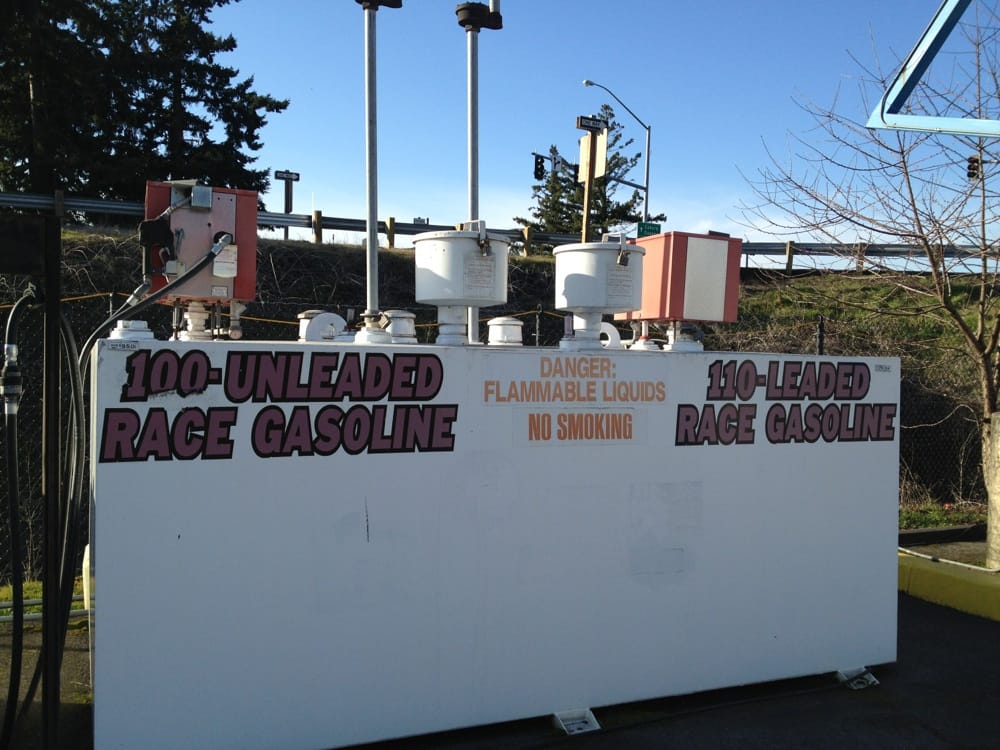 100-UNLEADED
RACE GASOLINE
DANGER:
FLAMMABLE LIQUIDS
NO SMOKING
110-LEADED
RACE GASOLINE